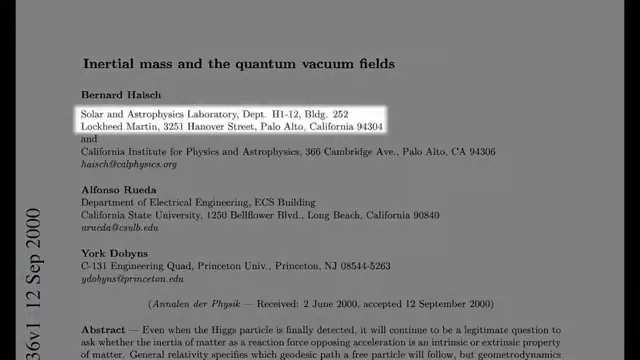 Inertial mass and the quantum vacuum fields
Bernard Haisch
Solar and Astrophysics Laboratory, Dept. H1-12, Bldg. 252
Lockheed Martin, 3251 Hanover Street, Palo Alto, California 94304
and
California Institute for Physics and Astrophysics, 366 Cambridge Ave., Palo Alto, CA 94306
haisch@calphysics.org
Alfonso Rueda
Department of Electrical Engineering, ECS Building
California State University, 1250 Bellflower Blvd., Long Beach, California 90840
arueda@csulb.edu
York Dobyns
C-131 Engineering Quad, Princeton Univ., Princeton, NJ 08544-5263
ydobyns@princeton.edu
(Annalen der Physik — Received: 2 June 2000, accepted 12 September 2000)
Abstract — Even when the Higgs particle is finally detected, it will continue to be a legitimate question to
ask whether the inertia of matter as a reaction force opposing acceleration is an intrinsic or extrinsic property
of matter. General relativity specifies which geodesic path a free particle will follow, but geometrodynamics
36v1 12 Sep 2000